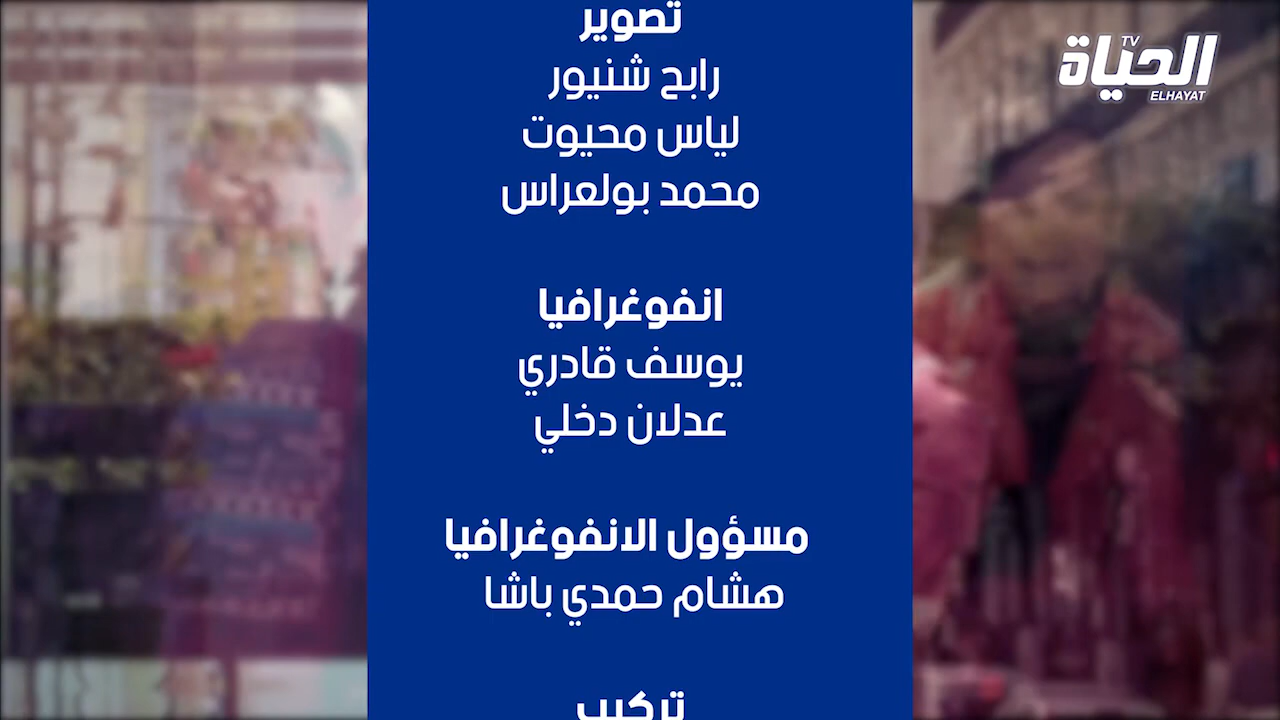 تصوير
رابح شنيور
لياس محيوت
محمد بولعراس
انفوغرافيا
يوسف قادري
عدلان دخلي
مسؤول الانفوغرافيا
هشام حمدي باشا
تركيب
الحياة
TV
ELHAYAT